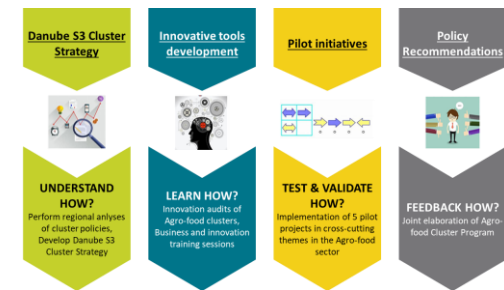 Danube S3 Cluster
Strategy
UNDERSTAND
HOW?
Perform regional anlyses
of cluster policies,
Develop Danube S3
Cluster Strategy
Innovative tools
development
LEARN HOW?
Innovation audits of
Agro-food clusters,
Business and innovation
training sessions
Pilot initiatives
TEST & VALIDATE
HOW?
Implementation of 5 pilot
projects in cross-cutting
themes in the Agro-food
sector
Policy
Recommendations
FEEDBACK HOW?
Joint elaboration of Agro-
food Cluster Program